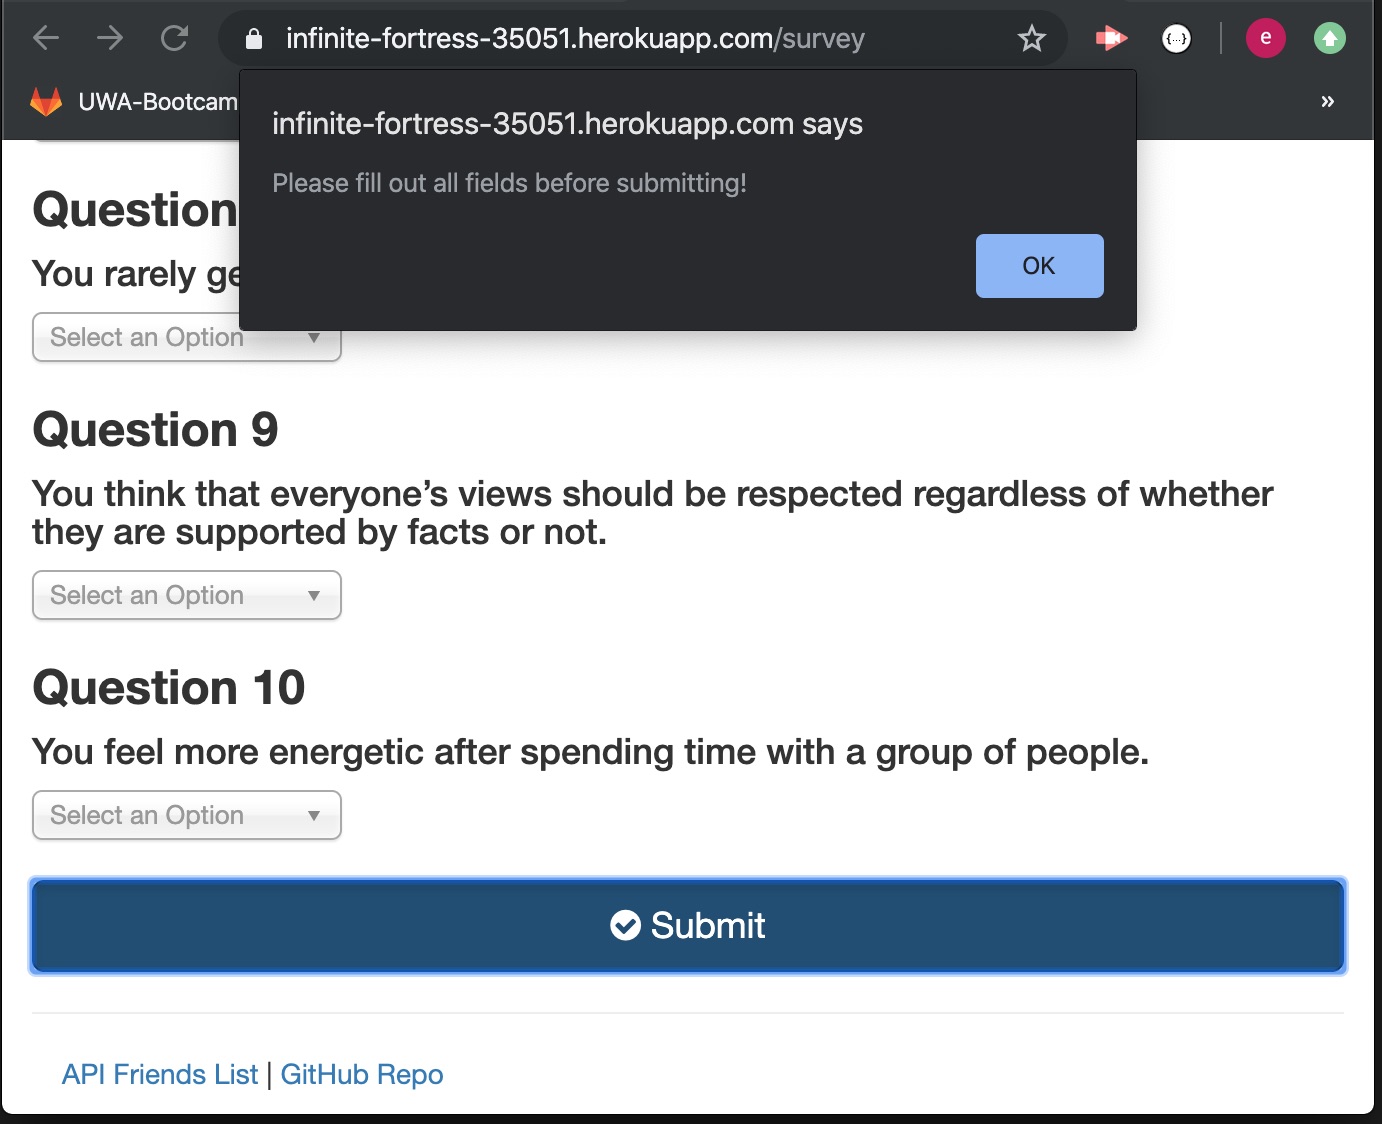 infinite-fortress-35051.herokuapp.com/survey
{...}
e
UWA-Bootcam
»
infinite-fortress-35051.herokuapp.com says
Please fill out all fields before submitting!
OK
Question
You rarely ge
Select an Option
Question 9
You think that everyone’s views should be respected regardless of whether
they are supported by facts or not.
Select an Option
Question 10
You feel more energetic after spending time with a group of people.
Select an Option
Submit
API Friends List | GitHub Repo